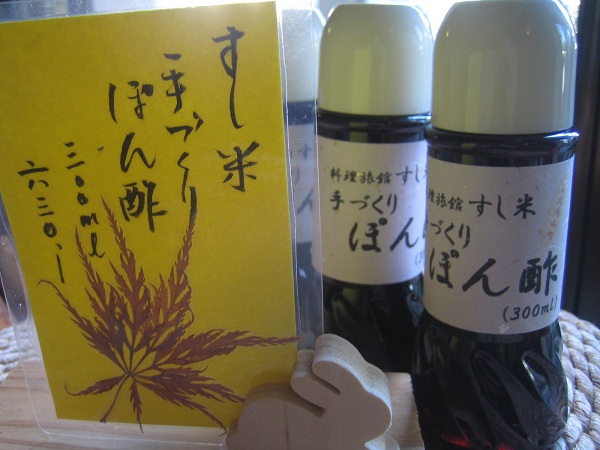 すし米
手づくり
ぽん酢
三〇〇ml
六三〇.-
料理旅館 すし米
手づくり
ぽん
理旅館 すし米
づくり
ぽん酢
(300ml)